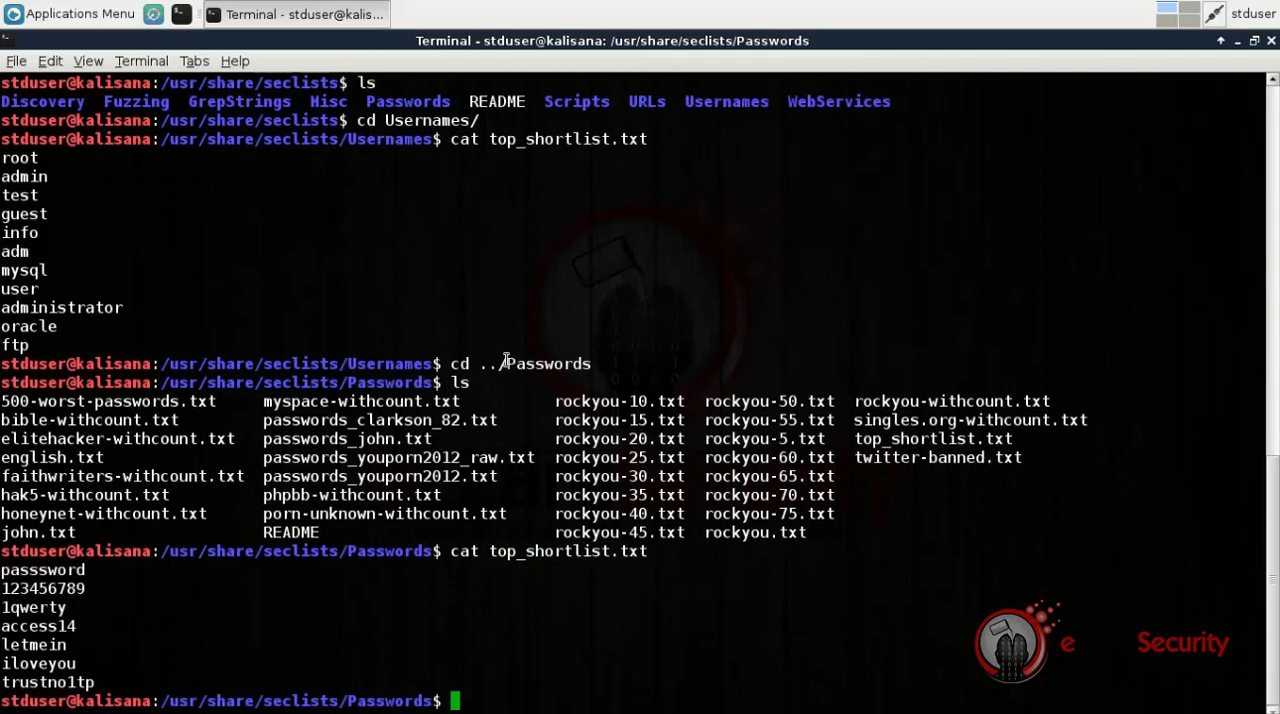 Applications Menu Terminal - stduser@kalis... stduser
Terminal - stduser@kalisana: /usr/share/seclists/Passwords
File Edit View Terminal Tabs Help
stduser@kalisana:/usr/share/seclists$ ls
Discovery Fuzzing GrepStrings Misc Passwords README Scripts URLs Usernames WebServices
stduser@kalisana:/usr/share/seclists$ cd Usernames/
stduser@kalisana:/usr/share/seclists/Usernames$ cat top_shortlist.txt
root
admin
test
guest
info
adm
mysql
user
administrator
oracle
ftp
stduser@kalisana:/usr/share/seclists/Usernames$ cd ../Passwords
stduser@kalisana:/usr/share/seclists/Passwords$ ls
500-worst-passwords.txt myspace-withcount.txt rockyou-10.txt rockyou-50.txt rockyou-withcount.txt
bible-withcount.txt passwords_clarkson_82.txt rockyou-15.txt rockyou-55.txt singles.org-withcount.txt
elitehacker-withcount.txt passwords_john.txt rockyou-20.txt rockyou-5.txt top_shortlist.txt
english.txt passwords_youporn2012_raw.txt rockyou-25.txt rockyou-60.txt twitter-banned.txt
faithwriters-withcount.txt passwords_youporn2012.txt rockyou-30.txt rockyou-65.txt
hak5-withcount.txt phpbb-withcount.txt rockyou-35.txt rockyou-70.txt
honeynet-withcount.txt porn-unknown-withcount.txt rockyou-40.txt rockyou-75.txt
john.txt README rockyou-45.txt rockyou.txt
stduser@kalisana:/usr/share/seclists/Passwords$ cat top_shortlist.txt
passsword
123456789
1qwerty
access14
letmein
iloveyou
trustno1tp
stduser@kalisana:/usr/share/seclists/Passwords$
e Security